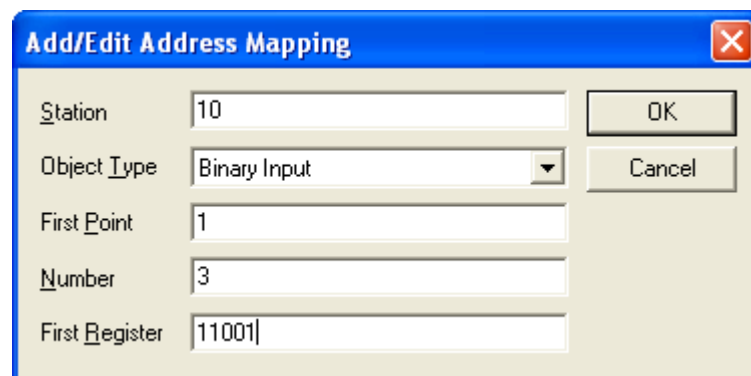 Add/Edit Address Mapping
Station 10 OK
Object Type Binary Input Cancel
First Point 1
Number 3
First Register 11001